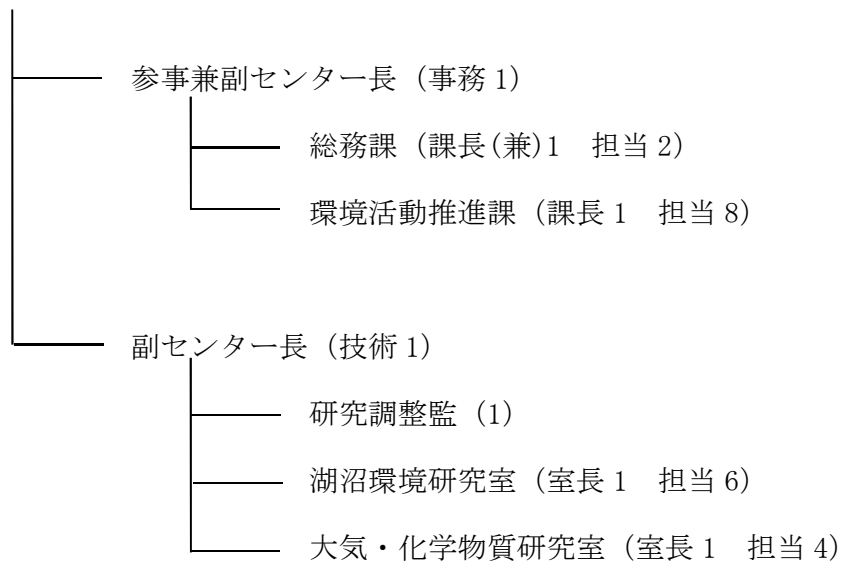 参事兼副センター長（事務 1）
総務課（課長(兼)1　担当 2）
環境活動推進課（課長 1　担当 8）
副センター長（技術 1）
研究調整監（1）
湖沼環境研究室（室長 1　担当 6）
大気・化学物質研究室（室長 1　担当 4）